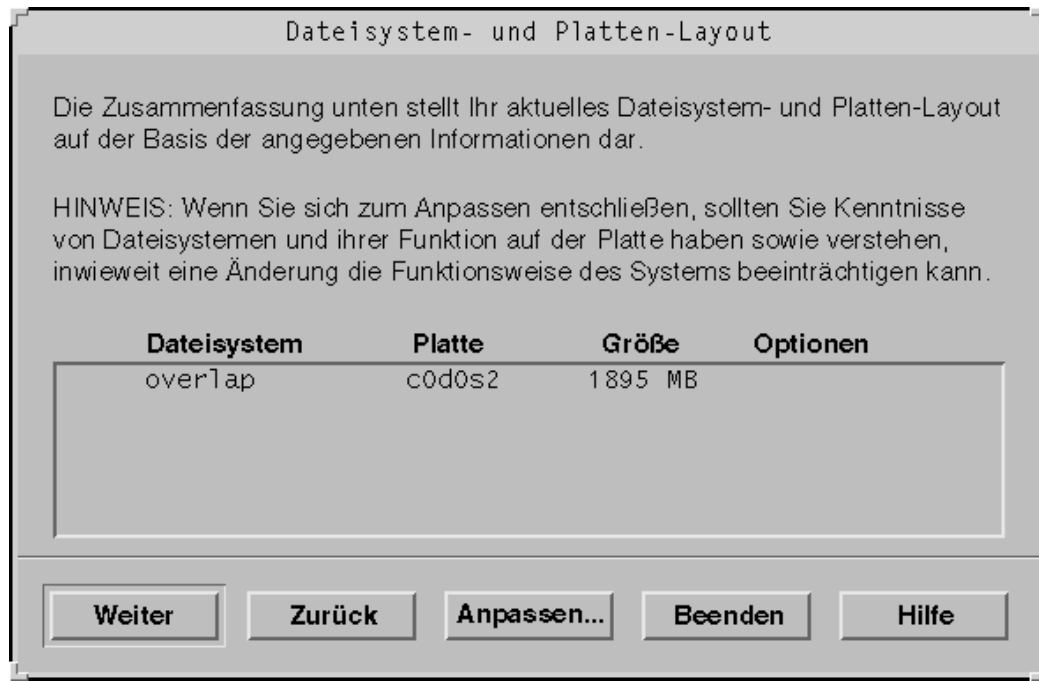 Dateisystem- und Platten-Layout
Die Zusammenfassung unten stellt Ihr aktuelles Dateisystem- und Platten-Layout
auf der Basis der angegebenen Informationen dar.
HINWEIS: Wenn Sie sich zum Anpassen entschließen, sollten Sie Kenntnisse
von Dateisystemen und ihrer Funktion auf der Platte haben sowie verstehen,
inwieweit eine Änderung die Funktionsweise des Systems beeinträchtigen kann.
Dateisystem Platte Größe Optionen
overlap c0d0s2 1895 MB
Weiter Zurück Anpassen... Beenden Hilfe